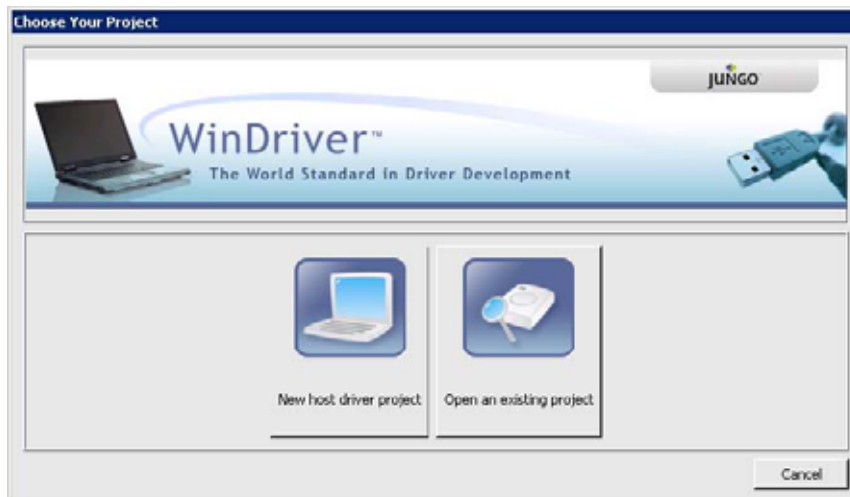 Choose Your Project
JUNGO
WinDriver™
The World Standard in Driver Development
New host driver project
Open an existing project
Cancel